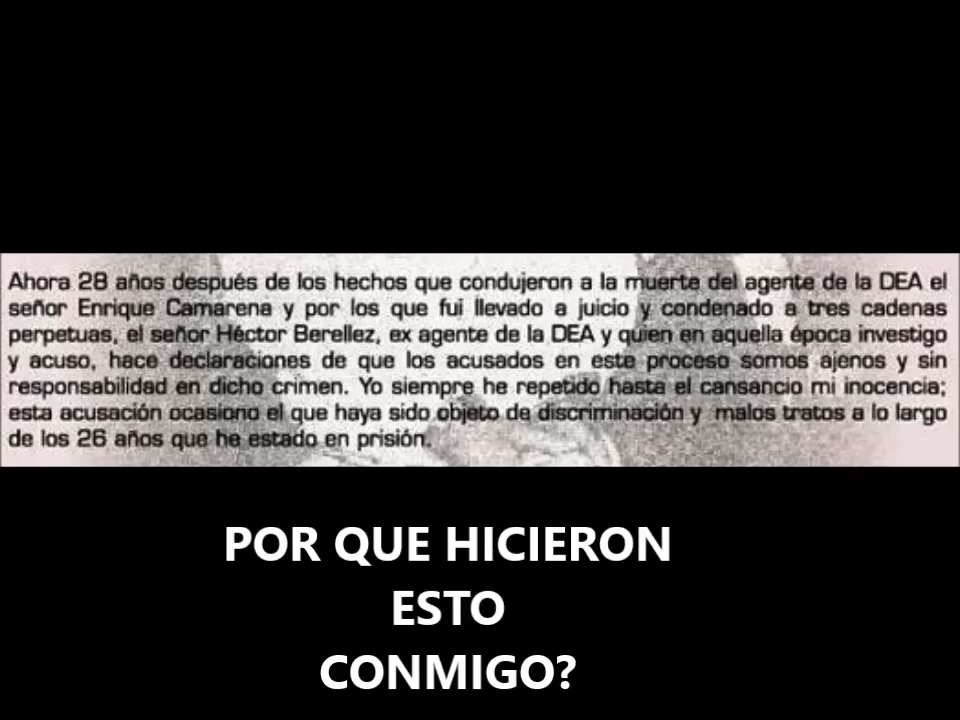 Ahora 28 años después de los hechos que condujeron a la muerte del agente de la DEA el
señor Enrique Camarena y por los que fui llevado a juicio y condenado a tres cadenas
perpetuas, el señor Héctor Berellez, ex agente de la DEA y quien en aquella época investigo
y acuso, hace declaraciones de que los acusados en este proceso somos ajenos y sin
responsabilidad en dicho crimen. Yo siempre he repetido hasta el cansancio mi inocencia;
esta acusación ocasiono el que haya sido objeto de discriminación y malos tratos a lo largo
de los 26 años que he estado en prisión.
POR QUE HICIERON
ESTO
CONMIGO?